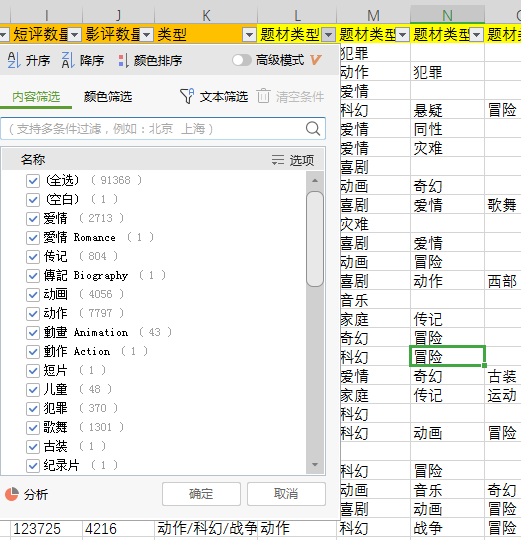 I J K L M N
短评数量 影评数量 类型 题材类型 题材类型 题材类型 题材
升序 降序 颜色排序 高级模式
内容筛选 颜色筛选 文本筛选 清空条件
(支持多条件过滤，例如：北京 上海)
名称 选项
(全选) ( 91368 )
(空白) ( 1 )
爱情 ( 2713 )
愛情 Romance ( 1 )
传记 ( 804 )
傳記 Biography ( 1 )
动画 ( 4056 )
动作 ( 7797 )
動畫 Animation ( 43 )
動作 Action ( 1 )
短片 ( 1 )
儿童 ( 48 )
犯罪 ( 370 )
歌舞 ( 1301 )
古装 ( 1 )
纪录片 ( 1 )
分析 确定 取消
犯罪
动作 犯罪
爱情
科幻 悬疑 冒险
爱情 同性
爱情 灾难
喜剧
动画 奇幻
喜剧 爱情 歌舞
灾难
喜剧 爱情
动画 冒险
喜剧 动作 西部
音乐
家庭 传记
奇幻 冒险
科幻 冒险
爱情 奇幻 古装
家庭 传记 运动
科幻
科幻 动画 冒险
科幻 冒险
动画 音乐 奇幻
喜剧 动画 冒险
123725 4216 动作/科幻/战争 动作 科幻 战争 冒险